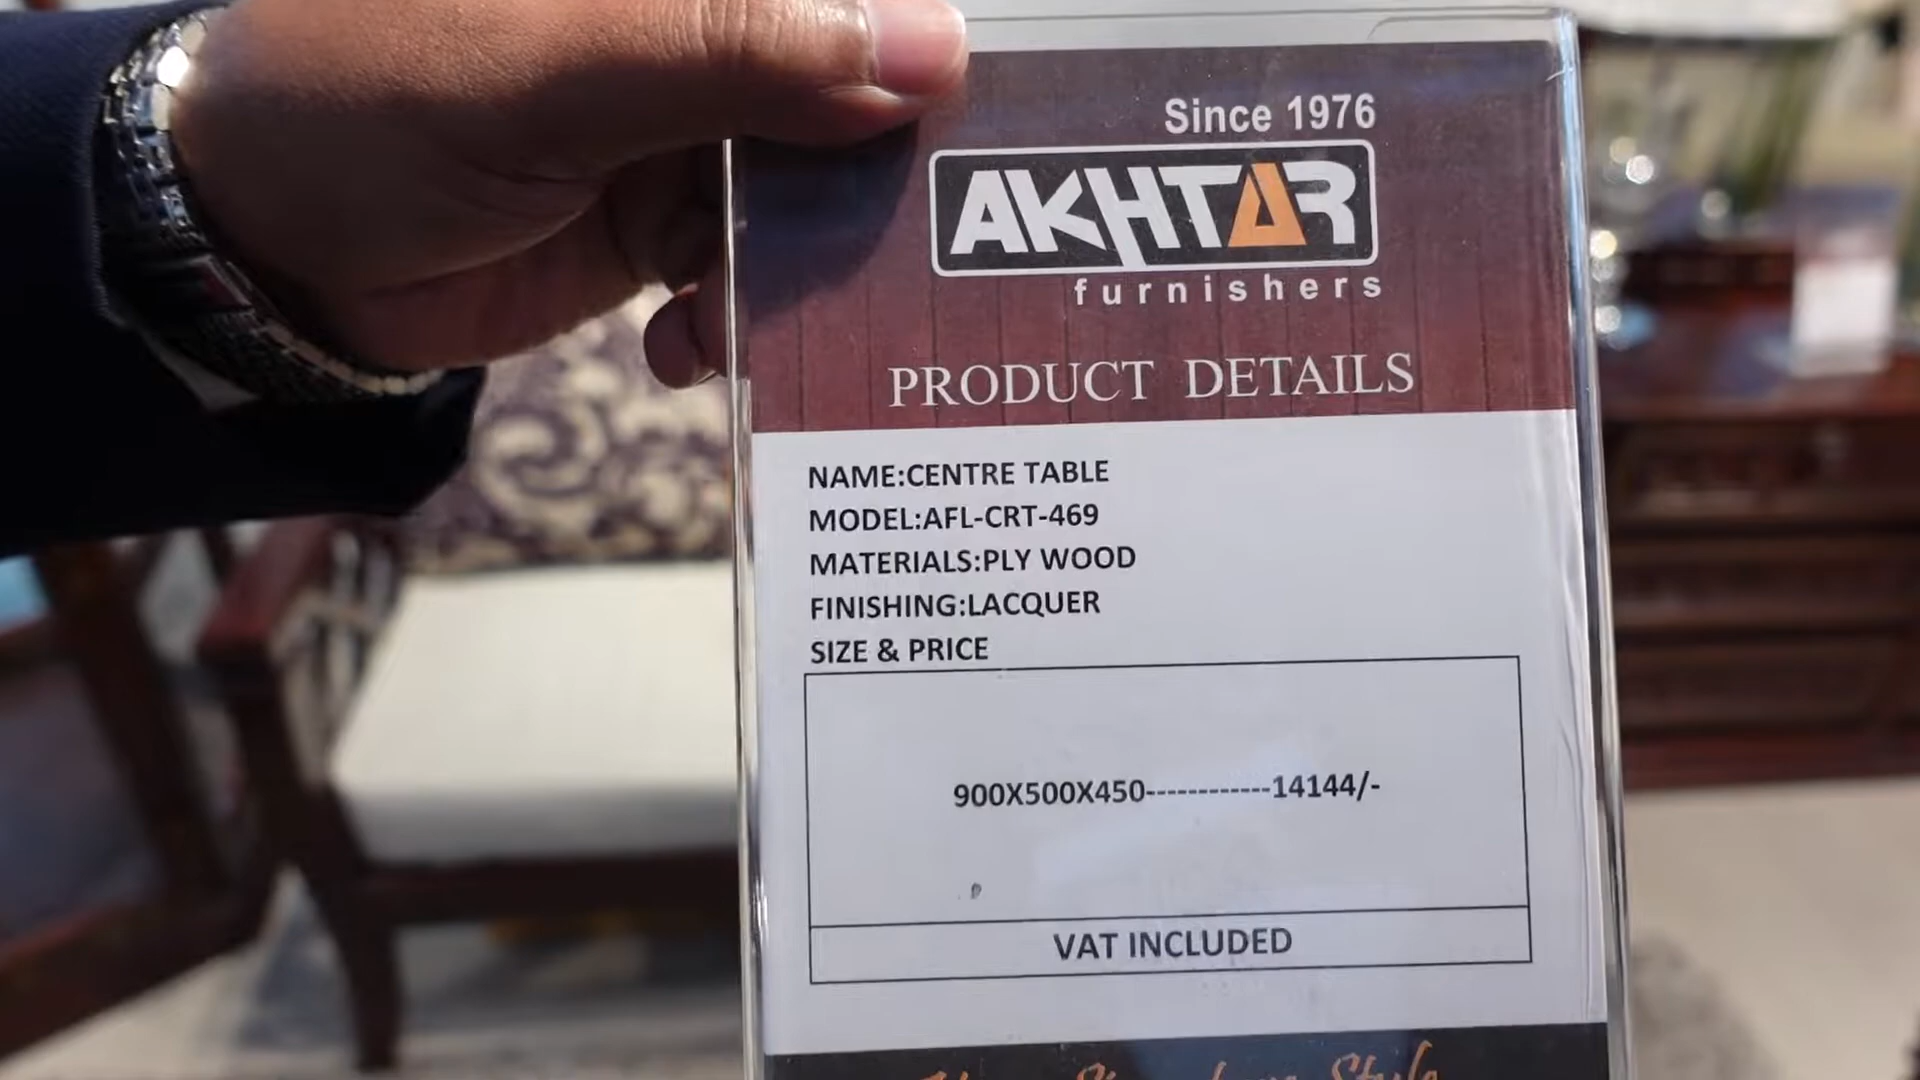 Since 1976
AKHTAR
furnishers
PRODUCT DETAILS
NAME:CENTRE TABLE
MODEL:AFL-CRT-469
MATERIALS:PLY WOOD
FINISHING:LACQUER
SIZE & PRICE
900X500X450------------14144/-
VAT INCLUDED
Style